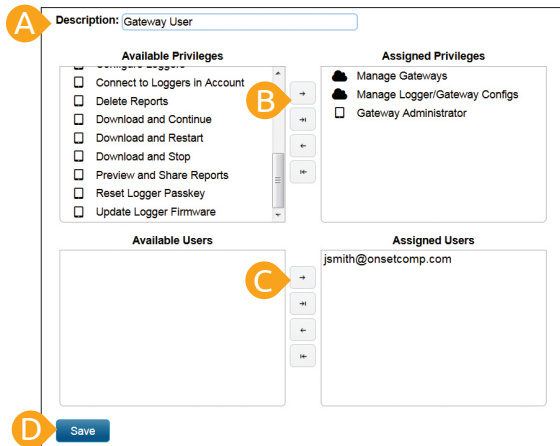 A
Description: Gateway User
Available Privileges
Assigned Privileges
Configure Loggers
Connect to Loggers in Account
Delete Reports
Download and Continue
Download and Restart
Download and Stop
Preview and Share Reports
Reset Logger Passkey
Update Logger Firmware
B
Manage Gateways
Manage Logger/Gateway Configs
Gateway Administrator
Available Users
Assigned Users
C
jsmith@onsetcomp.com
D
Save